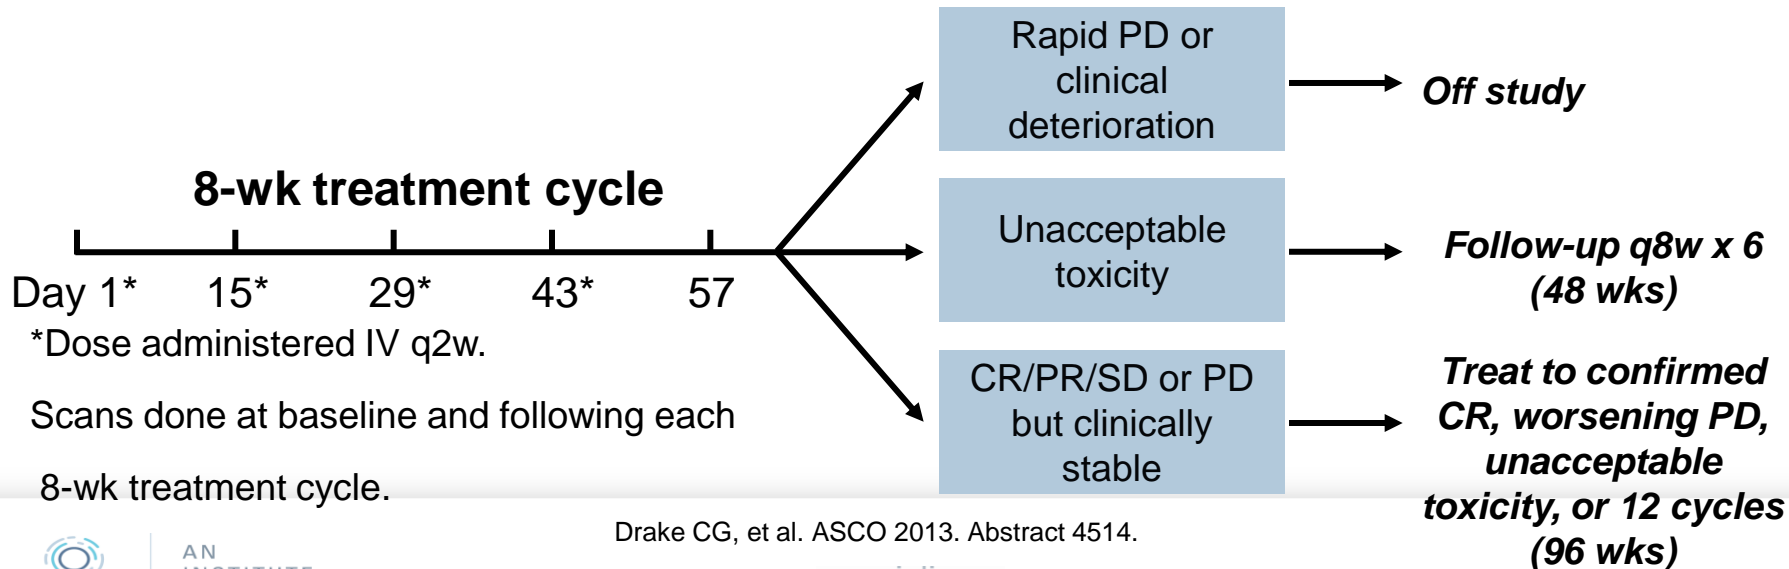 Rapid PD or
clinical
deterioration
Off study
8-wk treatment cycle
Day 1* 15* 29* 43* 57
Unacceptable
toxicity
Follow-up q8w x 6
(48 wks)
*Dose administered IV q2w.
Scans done at baseline and following each
8-wk treatment cycle.
CR/PR/SD or PD
but clinically
stable
Treat to confirmed
CR, worsening PD,
unacceptable
toxicity, or 12 cycles
(96 wks)
Drake CG, et al. ASCO 2013. Abstract 4514.
AN